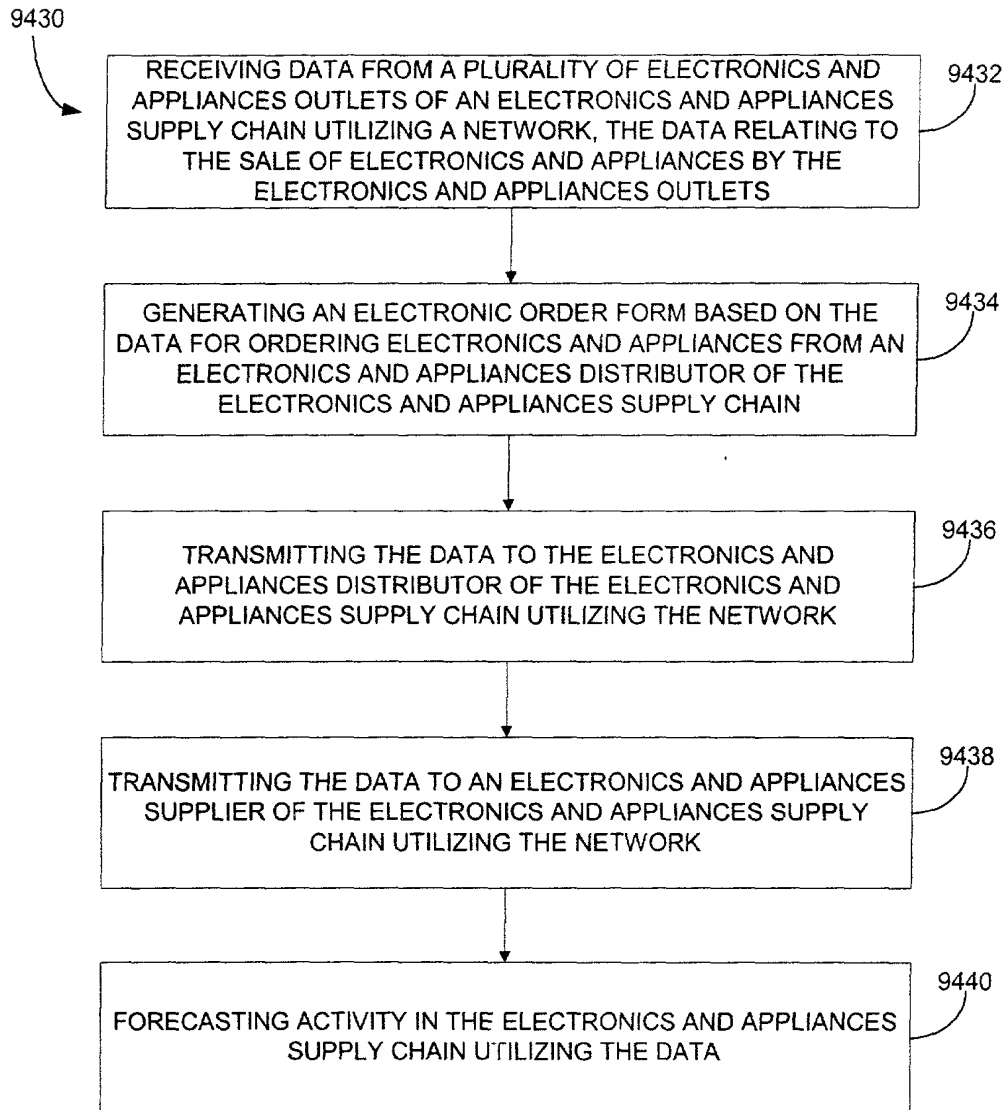 9430
RECEIVING DATA FROM A PLURALITY OF ELECTRONICS AND
APPLIANCES OUTLETS OF AN ELECTRONICS AND APPLIANCES
SUPPLY CHAIN UTILIZING A NETWORK, THE DATA RELATING TO
THE SALE OF ELECTRONICS AND APPLIANCES BY THE
ELECTRONICS AND APPLIANCES OUTLETS
9432
GENERATING AN ELECTRONIC ORDER FORM BASED ON THE
DATA FOR ORDERING ELECTRONICS AND APPLIANCES FROM AN
ELECTRONICS AND APPLIANCES DISTRIBUTOR OF THE
ELECTRONICS AND APPLIANCES SUPPLY CHAIN
9434
TRANSMITTING THE DATA TO THE ELECTRONICS AND
APPLIANCES DISTRIBUTOR OF THE ELECTRONICS AND
APPLIANCES SUPPLY CHAIN UTILIZING THE NETWORK
9436
TRANSMITTING THE DATA TO AN ELECTRONICS AND APPLIANCES
SUPPLIER OF THE ELECTRONICS AND APPLIANCES SUPPLY
CHAIN UTILIZING THE NETWORK
9438
FORECASTING ACTIVITY IN THE ELECTRONICS AND APPLIANCES
SUPPLY CHAIN UTILIZING THE DATA
9440